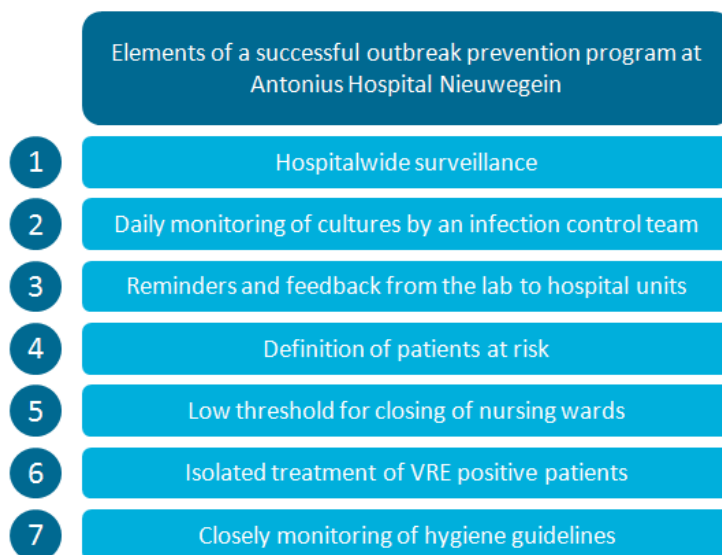 Elements of a successful outbreak prevention program at
Antonius Hospital Nieuwegein
1 Hospitalwide surveillance
2 Daily monitoring of cultures by an infection control team
3 Reminders and feedback from the lab to hospital units
4 Definition of patients at risk
5 Low threshold for closing of nursing wards
6 Isolated treatment of VRE positive patients
7 Closely monitoring of hygiene guidelines